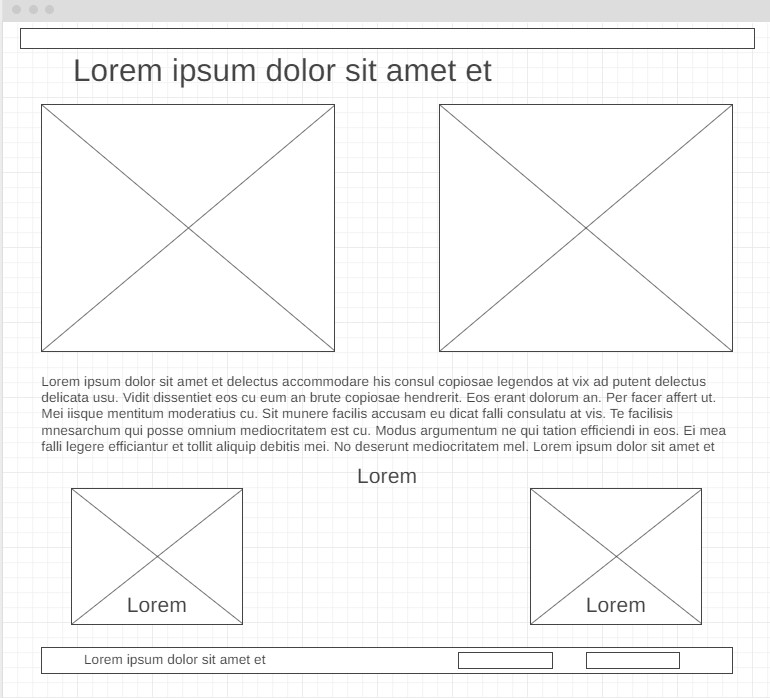 Lorem ipsum dolor sit amet et
Lorem ipsum dolor sit amet et delectus accommodare his consul copiosae legendos at vix ad putent delectus
delicata usu. Vidit dissentiet eos cu eum an brute copiosae hendrerit. Eos erant dolorum an. Per facer affert ut.
Mei iisque mentitum moderatius cu. Sit munere facilis accusam eu dicat falli consulatu at vis. Te facilisis
mnesarchum qui posse omnium mediocritatem est cu. Modus argumentum ne qui tation efficiendi in eos. Ei mea
falli legere efficiantur et tollit aliquip debitis mei. No deserunt mediocritatem mel. Lorem ipsum dolor sit amet et
Lorem
Lorem
Lorem
Lorem ipsum dolor sit amet et